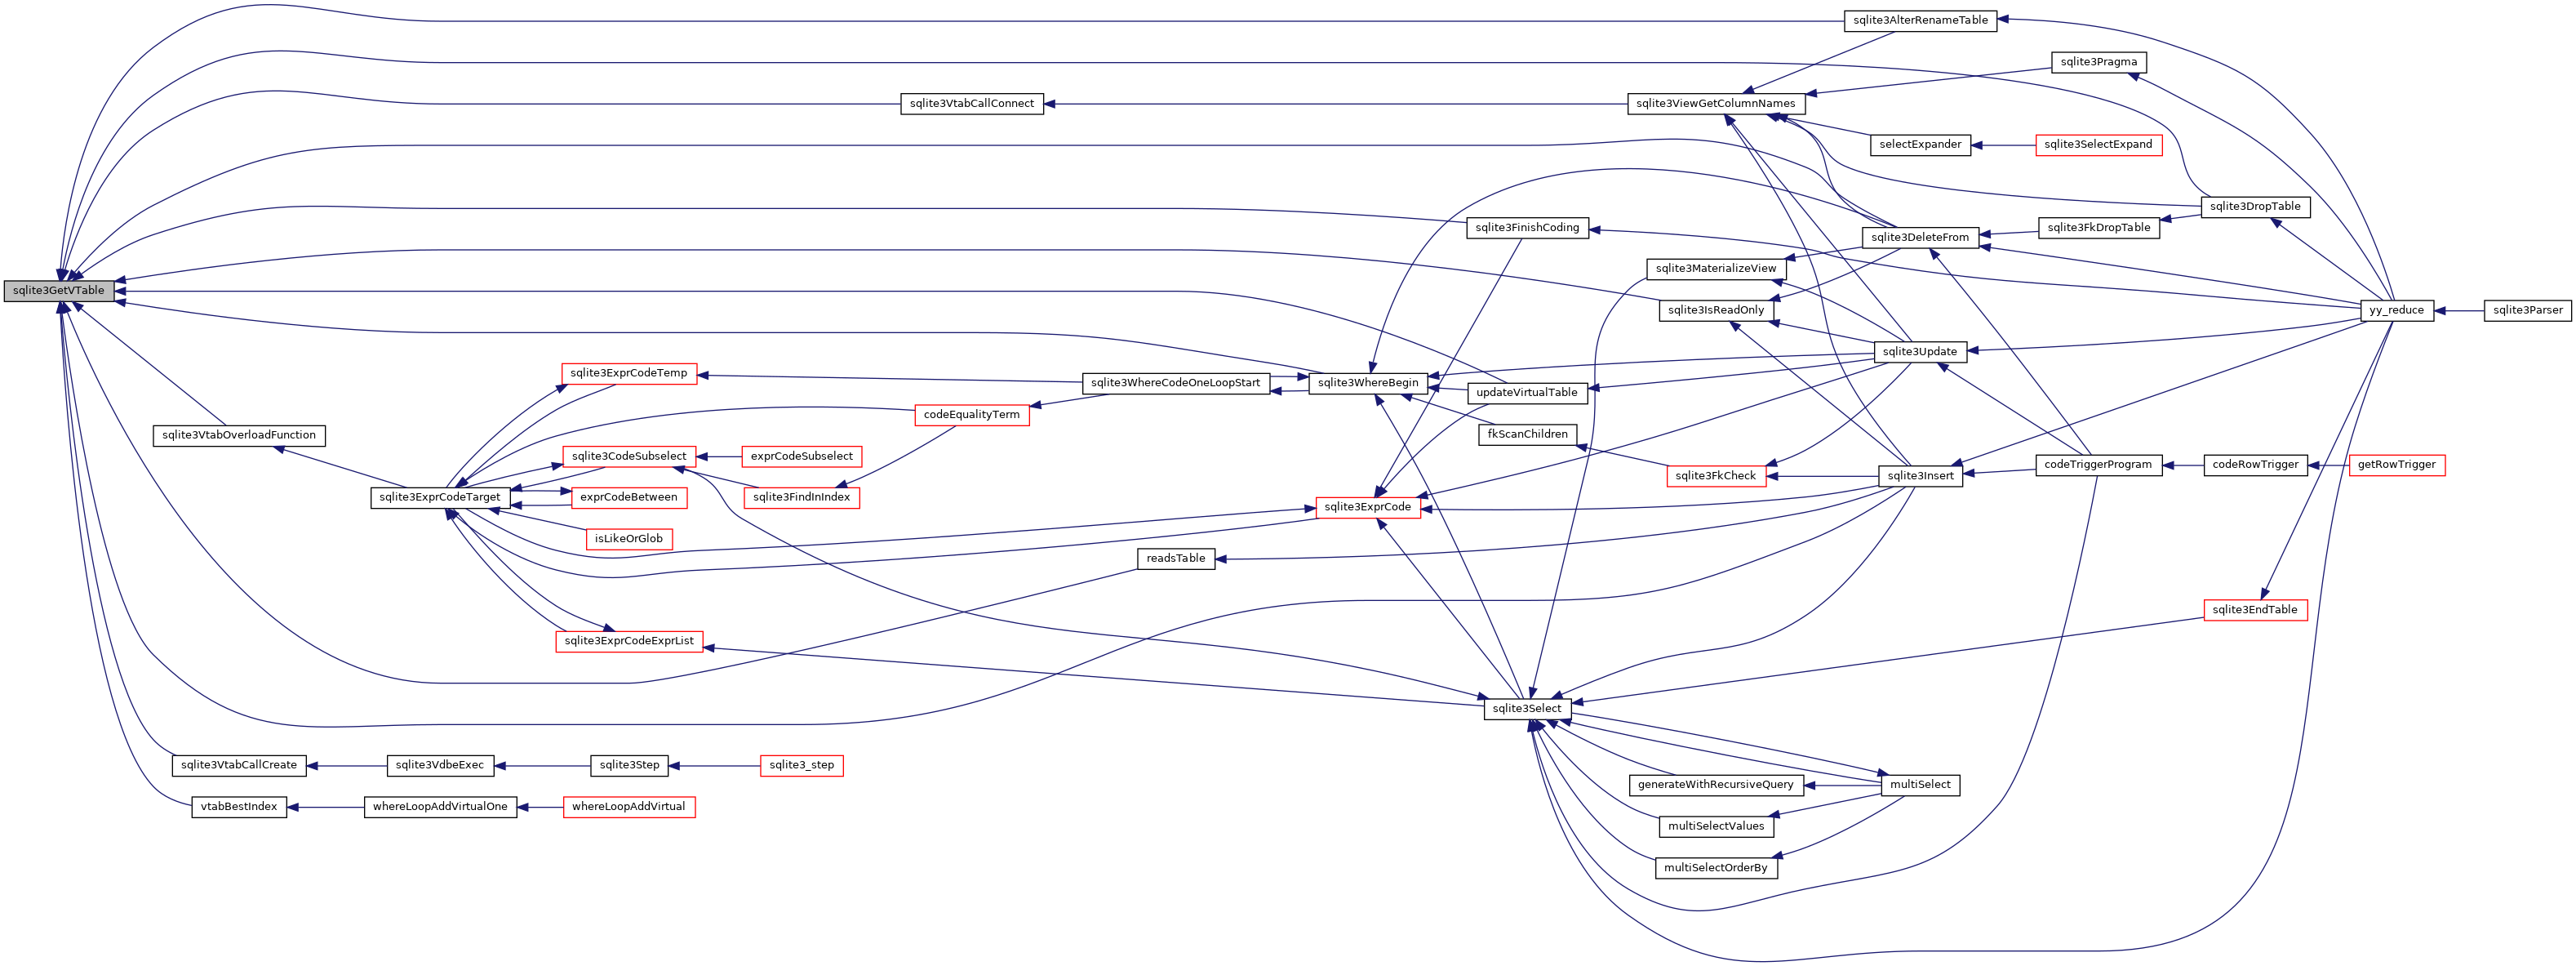 sqlite3AlterRenameTable
sqlite3Pragma
sqlite3VtabCallConnect
sqlite3ViewGetColumnNames
selectExpander
sqlite3SelectExpand
sqlite3DropTable
sqlite3FinishCoding
sqlite3DeleteFrom
sqlite3FkDropTable
sqlite3MaterializeView
sqlite3GetVTable
sqlite3IsReadOnly
yy_reduce
sqlite3Parser
sqlite3Update
sqlite3ExprCodeTemp
sqlite3WhereCodeOneLoopStart
sqlite3WhereBegin
updateVirtualTable
codeEqualityTerm
sqlite3VtabOverloadFunction
fkScanChildren
sqlite3CodeSubselect
exprCodeSubselect
codeTriggerProgram
codeRowTrigger
getRowTrigger
sqlite3FkCheck
sqlite3Insert
sqlite3ExprCodeTarget
exprCodeBetween
sqlite3FindInIndex
sqlite3ExprCode
isLikeOrGlob
readsTable
sqlite3EndTable
sqlite3ExprCodeExprList
sqlite3Select
sqlite3VtabCallCreate
sqlite3VdbeExec
sqlite3Step
sqlite3_step
generateWithRecursiveQuery
multiSelect
vtabBestIndex
whereLoopAddVirtualOne
whereLoopAddVirtual
multiSelectValues
multiSelectOrderBy